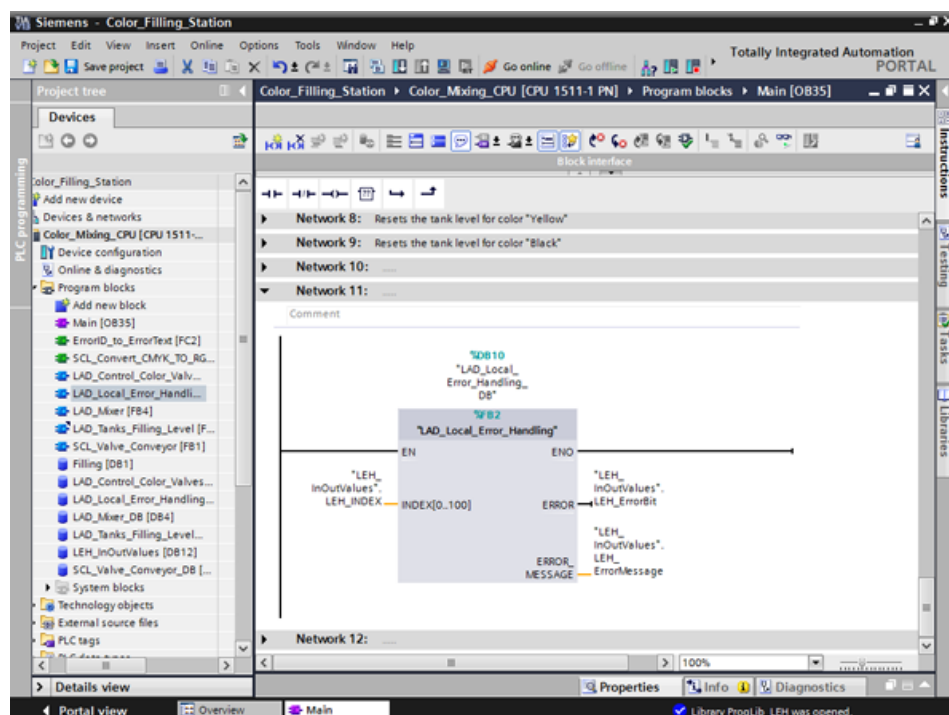 Siemens - Color_Filling_Station
Project Edit View Insert Online Options Tools Window Help
Totally Integrated Automation
PORTAL
Save project
Go online
Go offline
Project tree
Color_Filling_Station ▸ Color_Mixing_CPU [CPU 1511-1 PN] ▸ Program blocks ▸ Main [OB35]
Devices
Block interface
PLC programming
Color_Filling_Station
Add new device
Devices & networks
Color_Mixing_CPU [CPU 1511-...
Device configuration
Online & diagnostics
Program blocks
Add new block
Main [OB35]
ErrorID_to_ErrorText [FC2]
SCL_Convert_CMYK_TO_RG...
LAD_Control_Color_Valv...
LAD_Local_Error_Handli...
LAD_Mixer [FB4]
LAD_Tanks_Filling_Level [F...
SCL_Valve_Conveyor [FB1]
Filling [DB1]
LAD_Control_Color_Valves...
LAD_Local_Error_Handling...
LAD_Mixer_DB [DB4]
LAD_Tanks_Filling_Level...
LEH_InOutValues [DB12]
SCL_Valve_Conveyor_DB [...
System blocks
Technology objects
External source files
PLC tags
Details view
Network 8: Resets the tank level for color "Yellow"
Network 9: Resets the tank level for color "Black"
Network 10: .....
Network 11: .....
Comment
%DB10
"LAD_Local_
Error_Handling_
DB"
%FB2
"LAD_Local_Error_Handling"
EN ENO
"LEH_
InOutValues".
LEH_INDEX INDEX[0..100]
ERROR
"LEH_
InOutValues".
LEH_ErrorBit
ERROR_
MESSAGE
"LEH_
InOutValues".
LEH_
ErrorMessage
Network 12: .....
100%
Properties Info Diagnostics
Instructions
Testing
Tasks
Libraries
Portal view Overview Main
Library ProgLib_LEH was opened.